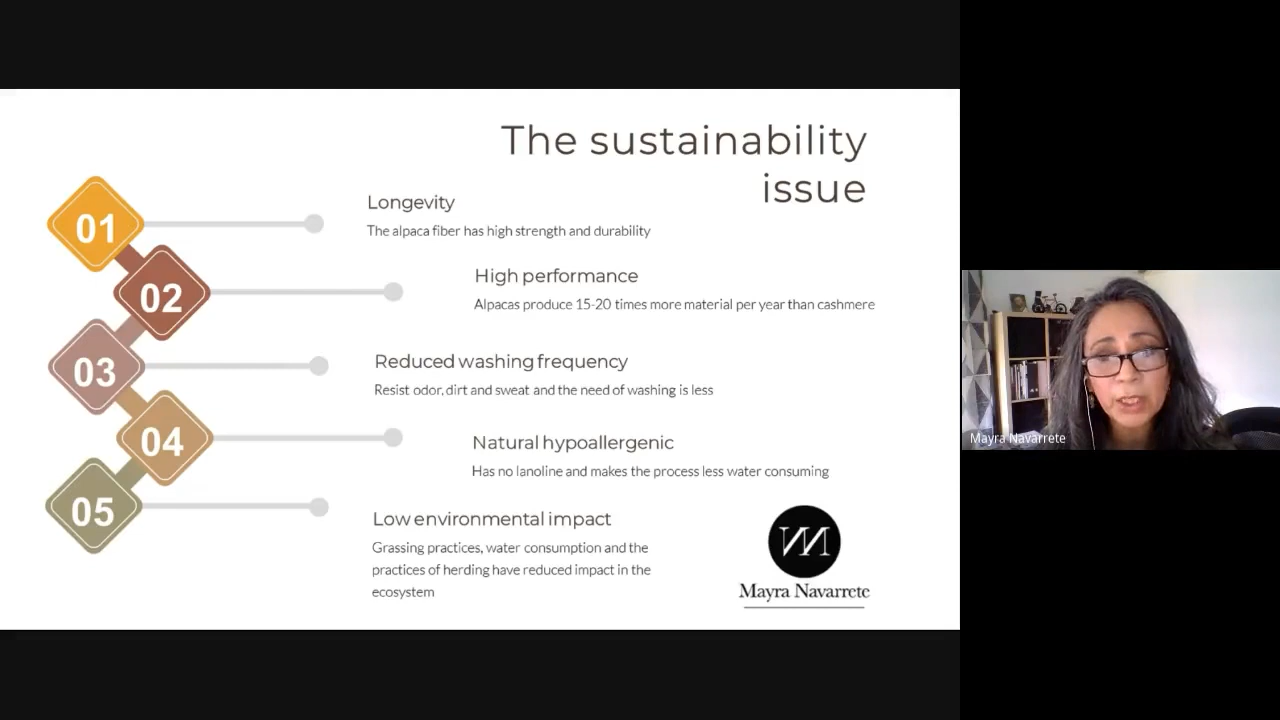 The sustainability
issue
01
Longevity
The alpaca fiber has high strength and durability
02
High performance
Alpacas produce 15-20 times more material per year than cashmere
03
Reduced washing frequency
Resist odor, dirt and sweat and the need of washing is less
04
Natural hypoallergenic
Has no lanoline and makes the process less water consuming
05
Low environmental impact
Grassing practices, water consumption and the
practices of herding have reduced impact in the
ecosystem
Mayra Navarrete
Mayra Navarrete